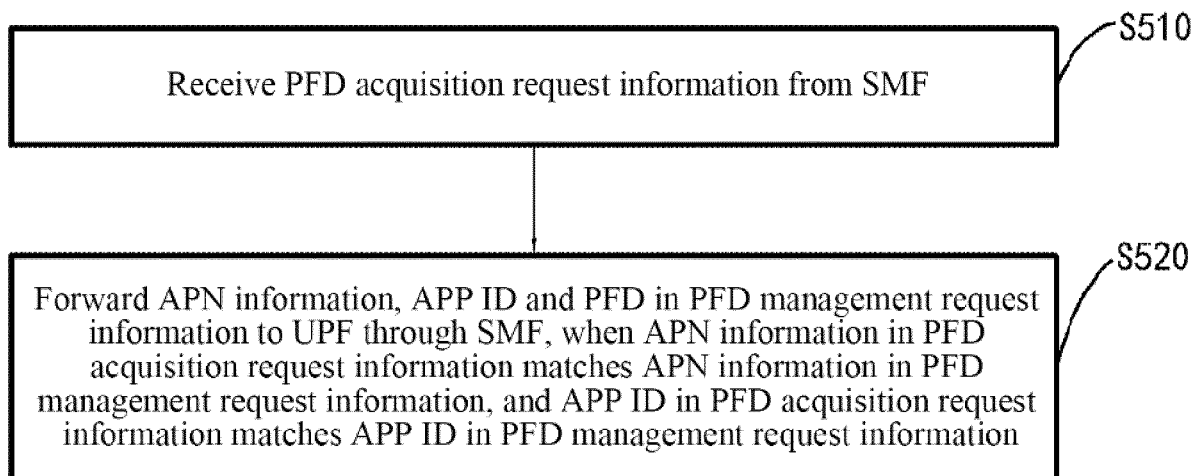 S510
Receive PFD acquisition request information from SMF
S520
Forward APN information, APP ID and PFD in PFD management request
information to UPF through SMF, when APN information in PFD
acquisition request information matches APN information in PFD
management request information, and APP ID in PFD acquisition request
information matches APP ID in PFD management request information